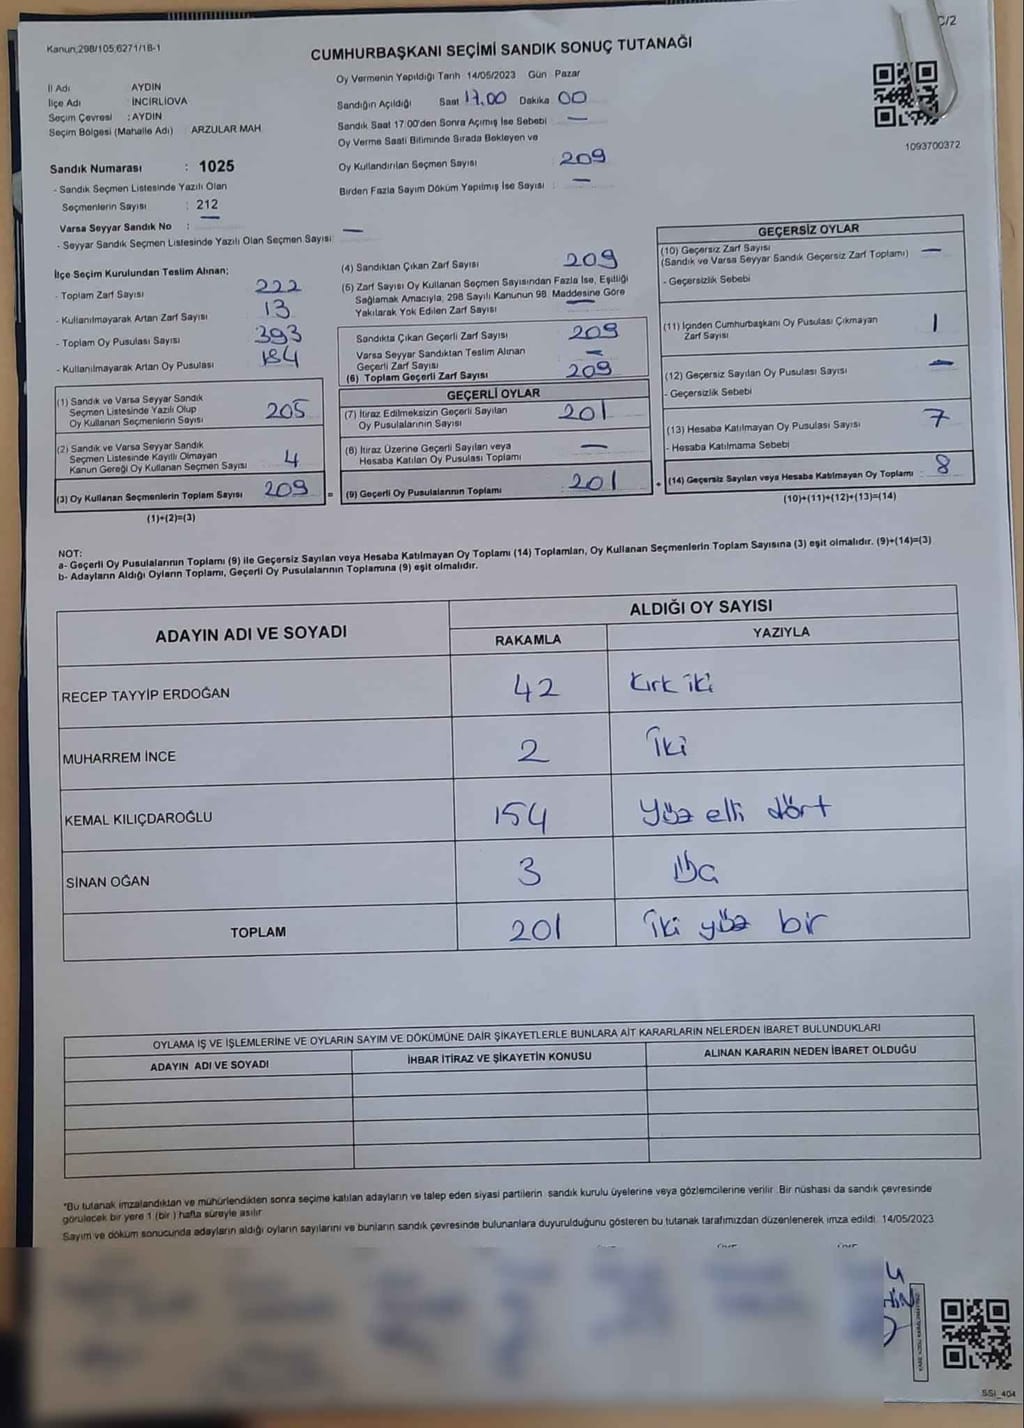 C/2
Kanun;298/105;6271/18-1
CUMHURBAŞKANI SEÇİMİ SANDIK SONUÇ TUTANAĞI
İl Adı AYDIN
İlçe Adı İNCİRLİOVA
Seçim Çevresi : AYDIN
Seçim Bölgesi (Mahalle Adı) ARZULAR MAH
Oy Vermenin Yapıldığı Tarih 14/05/2023 Gün Pazar
Sandığın Açıldığı Saat 17.00 Dakika 00
Sandık Saat 17:00'den Sonra Açımış İse Sebebi —
Oy Verme Saati Bitiminde Sırada Bekleyen ve
Oy Kullandırılan Seçmen Sayısı 209
Birden Fazla Sayım Döküm Yapılmış İse Sayısı : —
1093700372
Sandık Numarası : 1025
- Sandık Seçmen Listesinde Yazılı Olan
Seçmenlerin Sayısı : 212
Varsa Seyyar Sandık No : —
- Seyyar Sandık Seçmen Listesinde Yazılı Olan Seçmen Sayısı —
İlçe Seçim Kurulundan Teslim Alınan;
- Toplam Zarf Sayısı 222
- Kullanılmayarak Artan Zarf Sayısı 13
- Toplam Oy Pusulası Sayısı 393
- Kullanılmayarak Artan Oy Pusulası 184
(1) Sandık ve Varsa Seyyar Sandık
Seçmen Listesinde Yazılı Olup
Oy Kullanan Seçmenlerin Sayısı 205
(2) Sandık ve Varsa Seyyar Sandık
Seçmen Listesinde Kayıtlı Olmayan
Kanun Gereği Oy Kullanan Seçmen Sayısı 4
(3) Oy Kullanan Seçmenlerin Toplam Sayısı 209 =
(1)+(2)=(3)
(4) Sandıktan Çıkan Zarf Sayısı 209
(5) Zarf Sayısı Oy Kullanan Seçmen Sayısından Fazla İse, Eşitliği
Sağlamak Amacıyla, 298 Sayılı Kanunun 98. Maddesine Göre
Yakılarak Yok Edilen Zarf Sayısı —
Sandıkta Çıkan Geçerli Zarf Sayısı 209
Varsa Seyyar Sandıktan Teslim Alınan
Geçerli Zarf Sayısı —
(6) Toplam Geçerli Zarf Sayısı 209
GEÇERLİ OYLAR
(7) İtiraz Edilmeksizin Geçerli Sayılan
Oy Pusulalarının Sayısı 201
(8) İtiraz Üzerine Geçerli Sayılan veya
Hesaba Katılan Oy Pusulası Toplamı —
(9) Geçerli Oy Pusulalarının Toplamı 201 +
GEÇERSİZ OYLAR
(10) Geçersiz Zarf Sayısı
(Sandık ve Varsa Seyyar Sandık Geçersiz Zarf Toplamı) —
- Geçersizlik Sebebi
(11) İçinden Cumhurbaşkanı Oy Pusulası Çıkmayan
Zarf Sayısı 1
(12) Geçersiz Sayılan Oy Pusulası Sayısı —
- Geçersizlik Sebebi
(13) Hesaba Katılmayan Oy Pusulası Sayısı 7
- Hesaba Katılmama Sebebi
(14) Geçersiz Sayılan veya Hesaba Katılmayan Oy Toplamı 8
(10)+(11)+(12)+(13)=(14)
NOT:
a- Geçerli Oy Pusulalarının Toplamı (9) ile Geçersiz Sayılan veya Hesaba Katılmayan Oy Toplamı (14) Toplamları, Oy Kullanan Seçmenlerin Toplam Sayısına (3) eşit olmalıdır. (9)+(14)=(3)
b- Adayların Aldığı Oyların Toplamı, Geçerli Oy Pusulalarının Toplamına (9) eşit olmalıdır.
ADAYIN ADI VE SOYADI ALDIĞI OY SAYISI
RAKAMLA YAZIYLA
RECEP TAYYİP ERDOĞAN 42 kırk iki
MUHARREM İNCE 2 iki
KEMAL KILIÇDAROĞLU 154 yüz elli dört
SİNAN OĞAN 3 üç
TOPLAM 201 iki yüz bir
OYLAMA İŞ VE İŞLEMLERİNE VE OYLARIN SAYIM VE DÖKÜMÜNE DAİR ŞİKAYETLERLE BUNLARA AİT KARARLARIN NELERDEN İBARET BULUNDUKLARI
ADAYIN ADI VE SOYADI İHBAR İTİRAZ VE ŞİKAYETİN KONUSU ALINAN KARARIN NEDEN İBARET OLDUĞU
*Bu tutanak imzalandıktan ve mühürlendikten sonra seçime katılan adayların ve talep eden siyasi partilerin sandık kurulu üyelerine veya gözlemcilerine verilir. Bir nüshası da sandık çevresinde
görülecek bir yere 1 (bir) hafta süreyle asılır
Sayım ve döküm sonucunda adayların aldığı oyların sayılarını ve bunların sandık çevresinde bulunanlara duyurulduğunu gösteren bu tutanak tarafımızdan düzenlenerek imza edildi. 14/05/2023
SSI_404